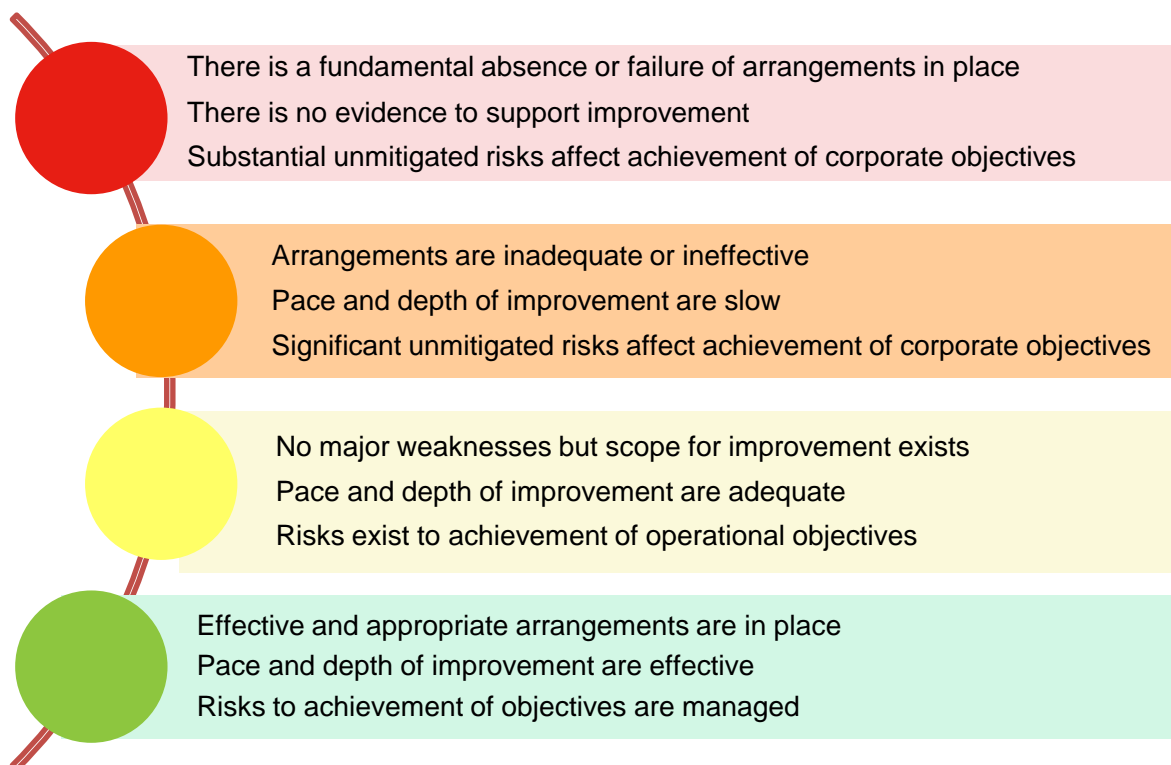 There is a fundamental absence or failure of arrangements in place
There is no evidence to support improvement
Substantial unmitigated risks affect achievement of corporate objectives
Arrangements are inadequate or ineffective
Pace and depth of improvement are slow
Significant unmitigated risks affect achievement of corporate objectives
No major weaknesses but scope for improvement exists
Pace and depth of improvement are adequate
Risks exist to achievement of operational objectives
Effective and appropriate arrangements are in place
Pace and depth of improvement are effective
Risks to achievement of objectives are managed